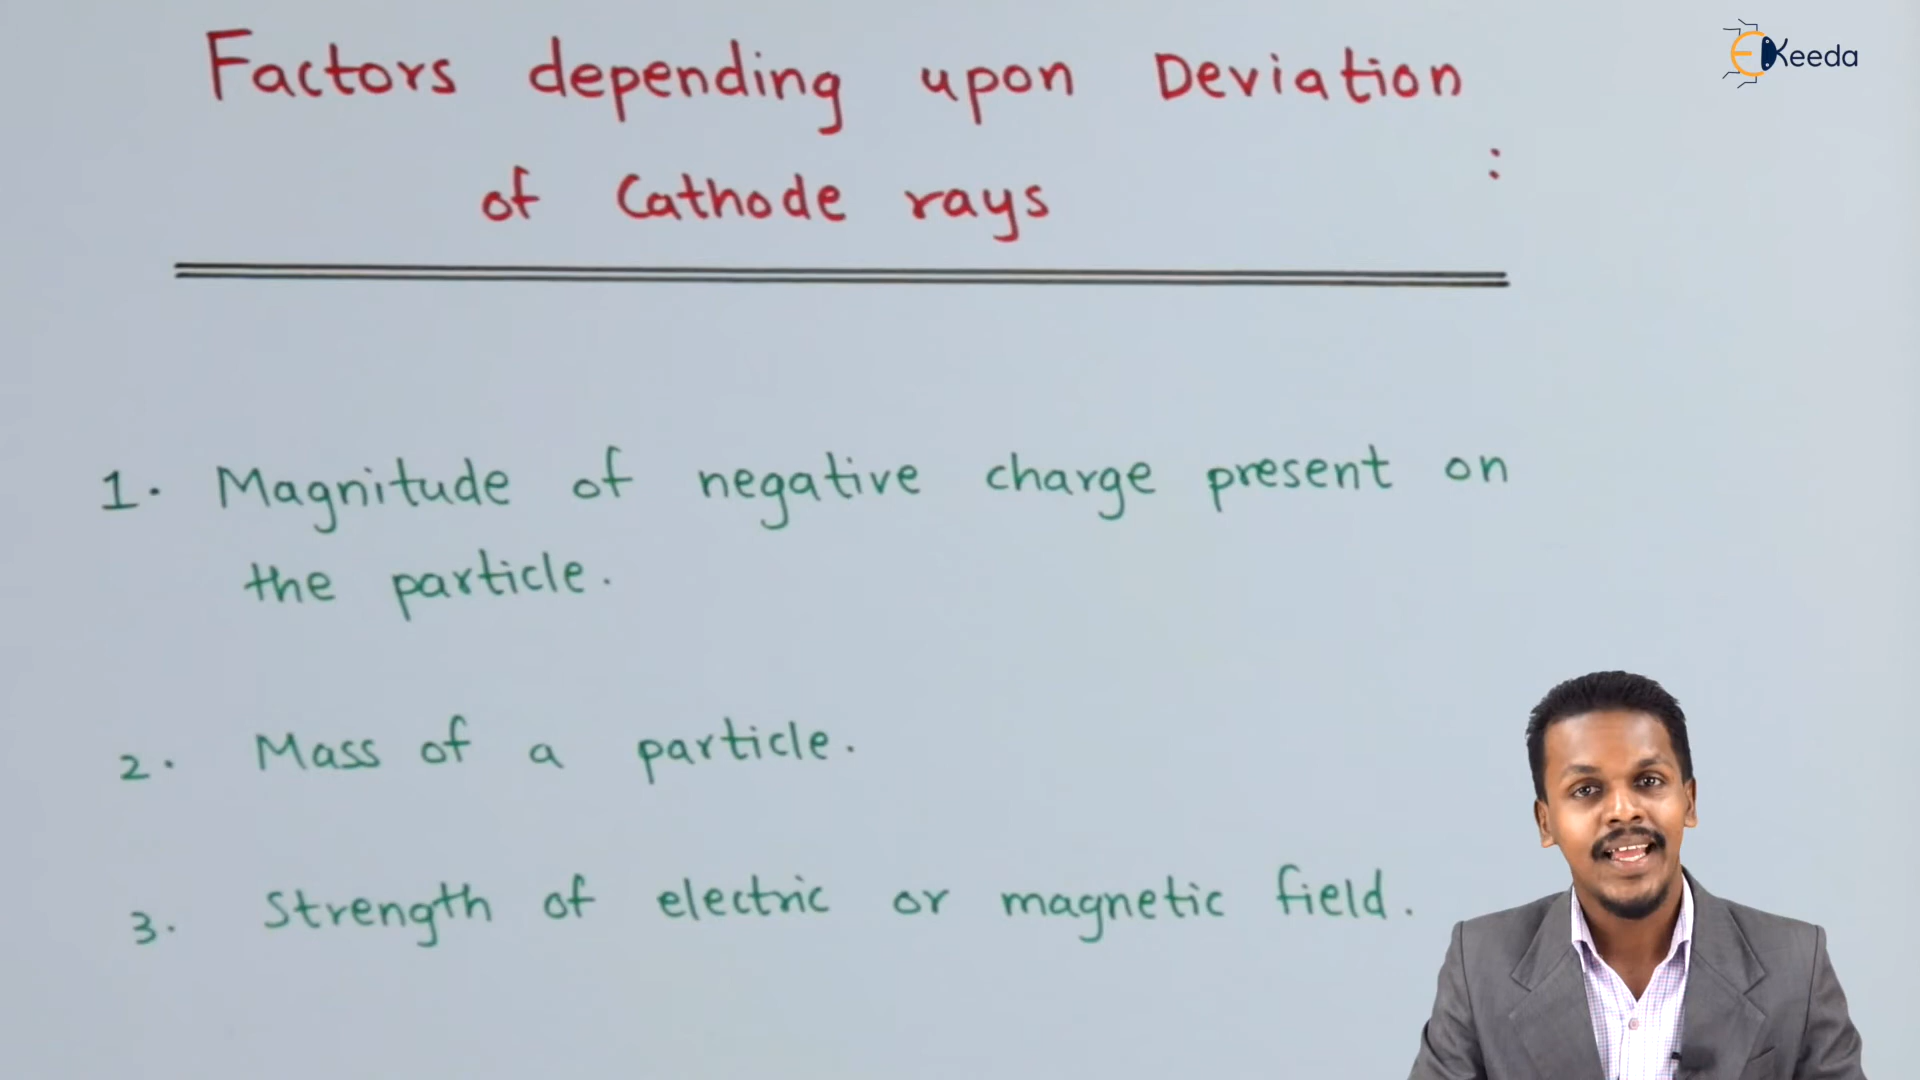 Factors depending upon Deviation
of Cathode rays :
EKeeda
1. Magnitude of negative charge present on
the particle.
2. Mass of a particle.
3. Strength of electric or magnetic field.